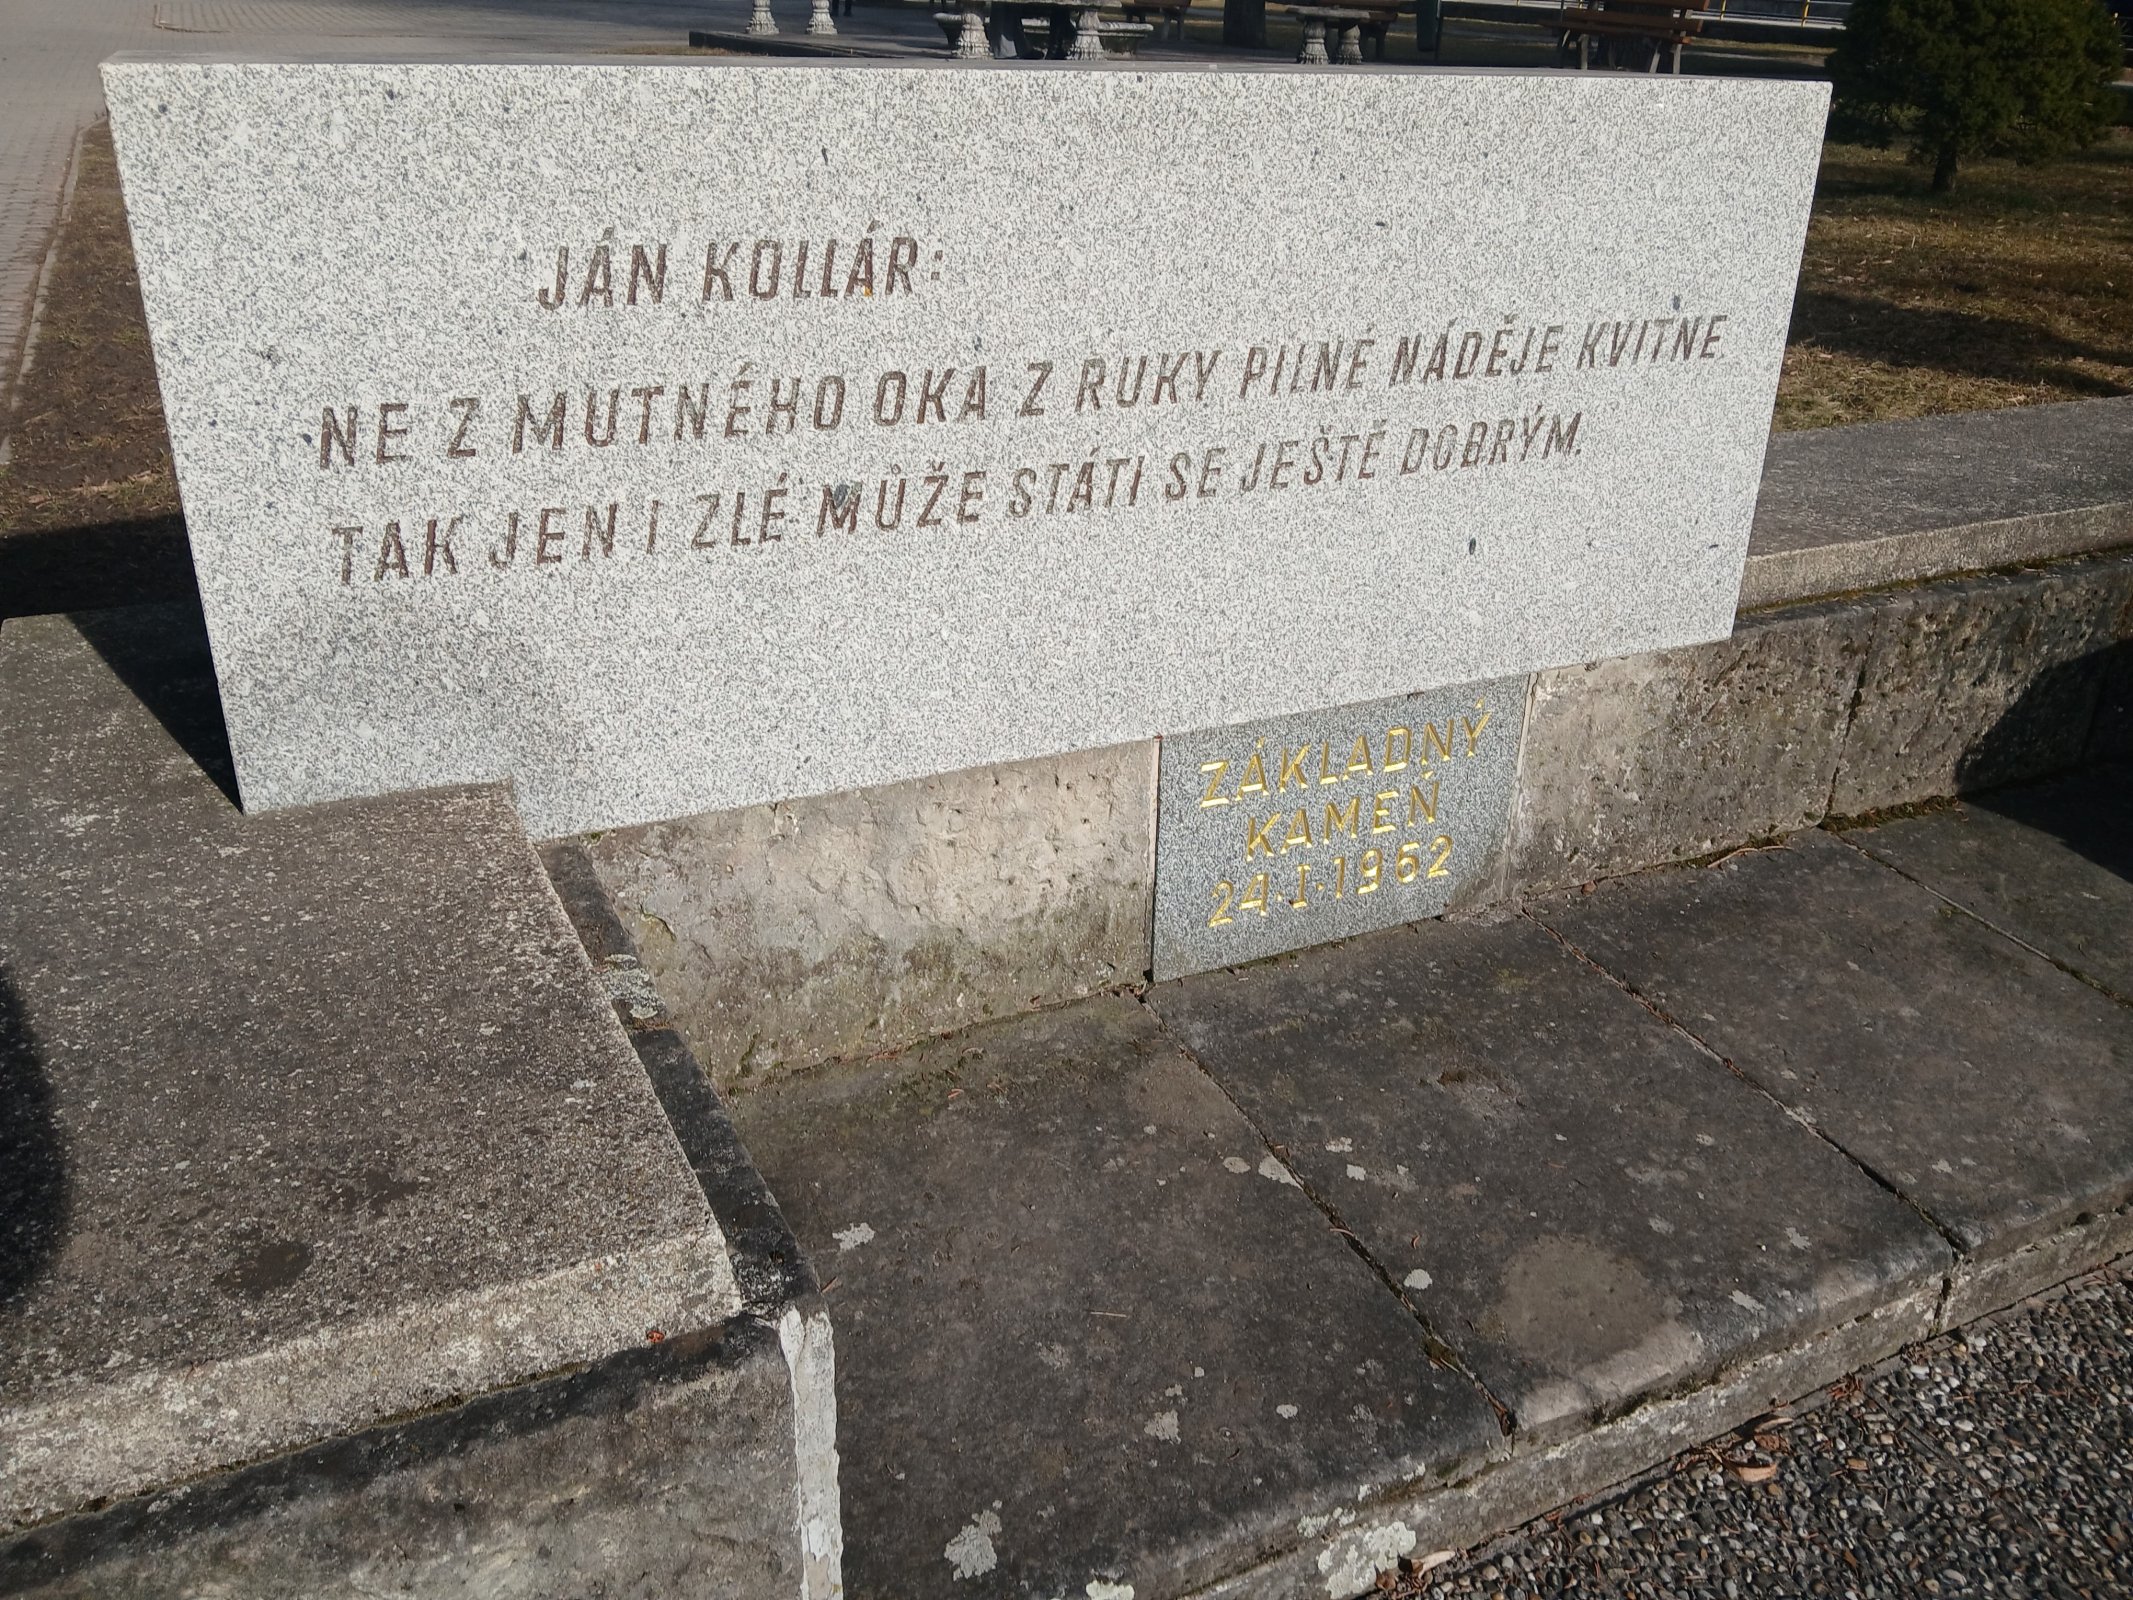 JÁN KOLLÁR:
NE Z MUTNÉHO OKA Z RUKY PILNÉ NÁDĚJE KVITNE
TAK JEN I ZLÉ MŮŽE STÁTI SE JEŠTĚ DOBRÝM.
ZÁKLADNÝ
KAMEŇ
24·I·1962